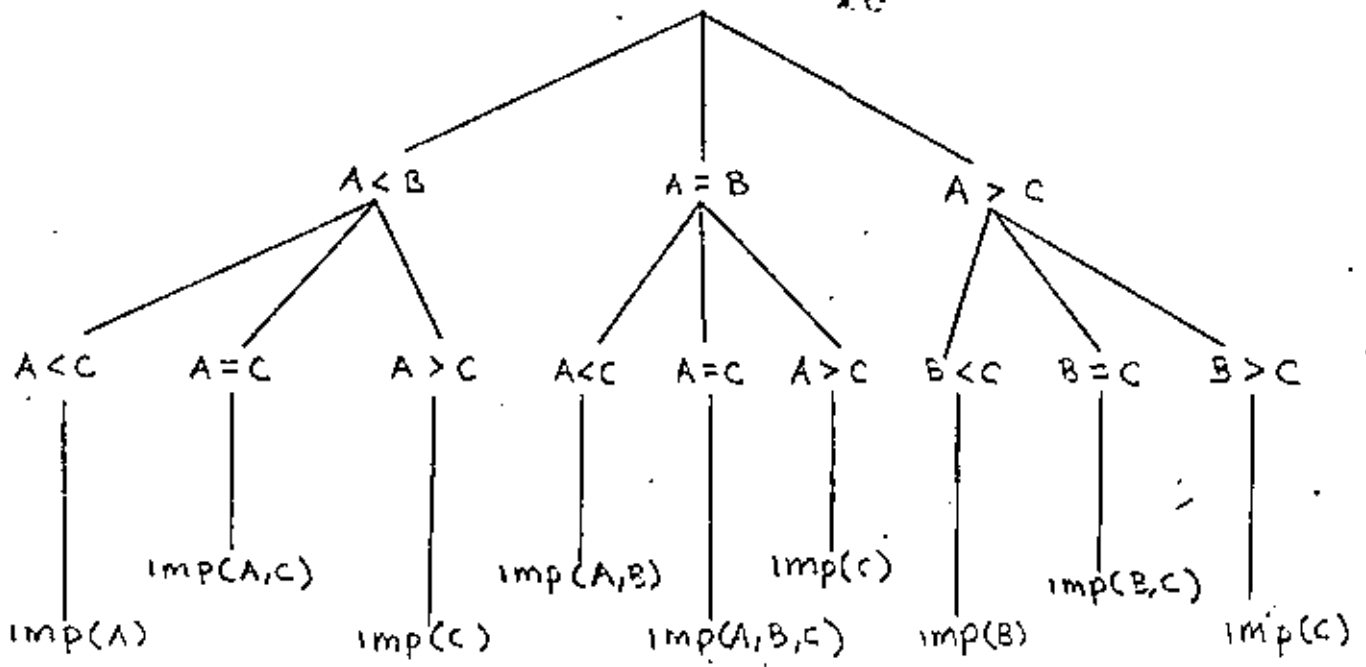 A < B A = B A > C
A < C A = C A > C A < C A = C A > C B < C B = C B > C
imp(A,C) imp(A,B) imp(C) imp(B,C)
imp(A) imp(C) imp(A,B,C) imp(B) imp(C)